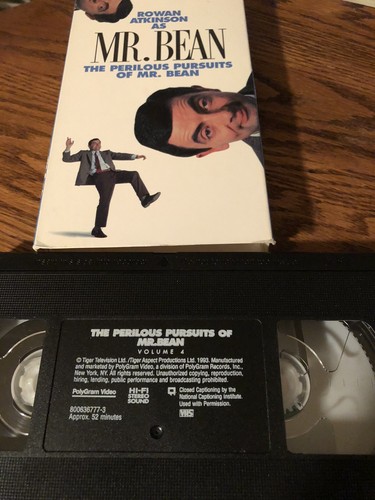 ROWAN
ATKINSON
AS
MR. BEAN
THE PERILOUS PURSUITS
OF MR. BEAN
THE PERILOUS PURSUITS OF
MR.BEAN
VOLUME 4
© Tiger Television Ltd. /Tiger Aspect Productions Ltd. 1993. Manufactured
and marketed by PolyGram Video, a division of PolyGram Records, Inc.,
New York, NY. All rights reserved. Unauthorized copying, reproduction,
hiring, lending, public performance and broadcasting prohibited.
PolyGram Video
HI-FI
STEREO
SOUND
Closed Captioning by the
National Captioning Institute.
Used with Permission.
800636777-3
Approx. 52 minutes
VHS